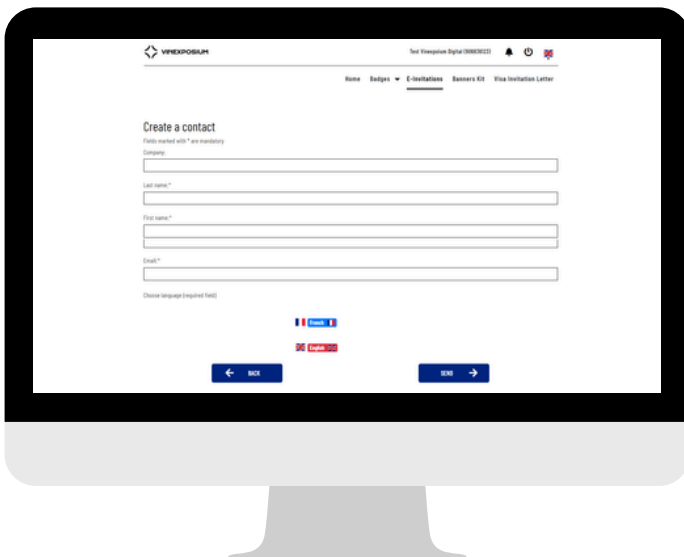 VINEXPOSIUM
Test Vinexposium Digital
Home Badges E-Invitations Banners Kit Visa Invitation Letter
Create a contact
Fields marked with * are mandatory
Company:
Last name:*
First name:*
Email:*
Choose language (required field)
French
English
BACK SEND